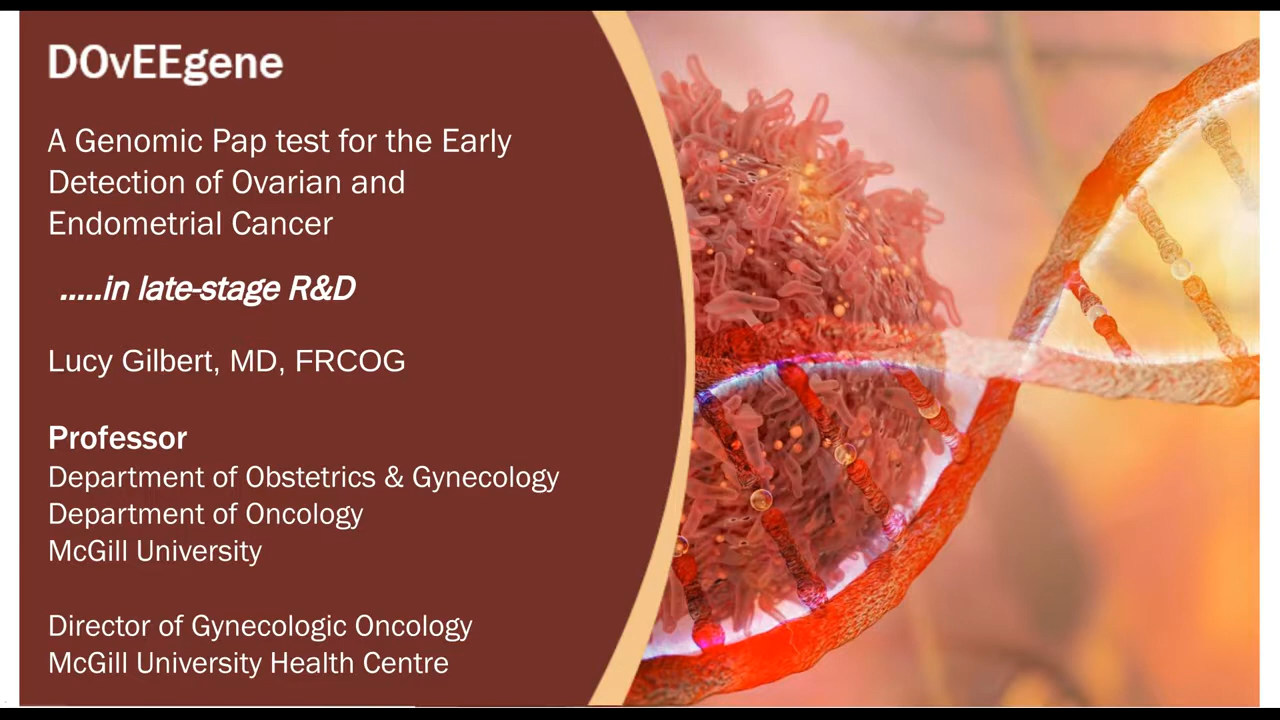 DOvEEgene
A Genomic Pap test for the Early
Detection of Ovarian and
Endometrial Cancer
.....in late-stage R&D
Lucy Gilbert, MD, FRCOG
Professor
Department of Obstetrics & Gynecology
Department of Oncology
McGill University
Director of Gynecologic Oncology
McGill University Health Centre